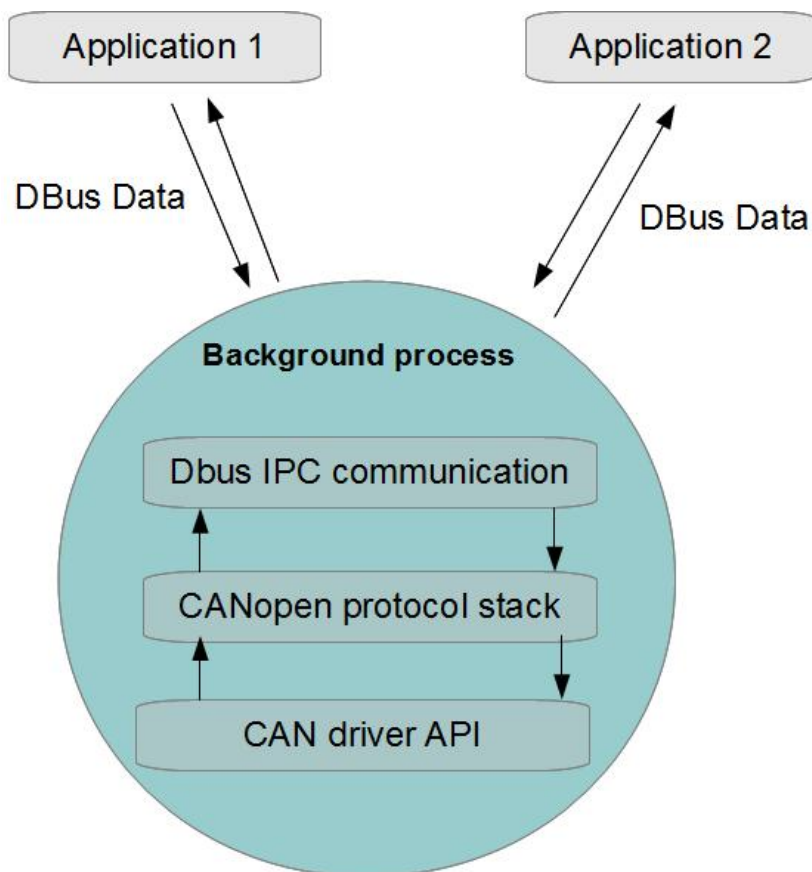 Application 1
Application 2
DBus Data
DBus Data
Background process
Dbus IPC communication
CANopen protocol stack
CAN driver API